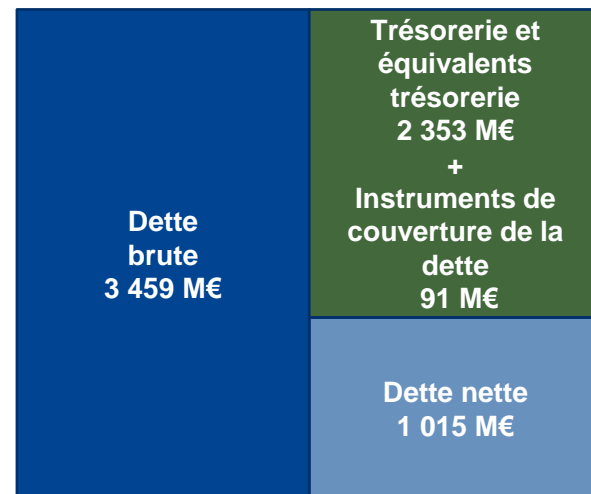 Dette
brute
3 459 M€
Trésorerie et
équivalents
trésorerie
2 353 M€
+
Instruments de
couverture de la
dette
91 M€
Dette nette
1 015 M€